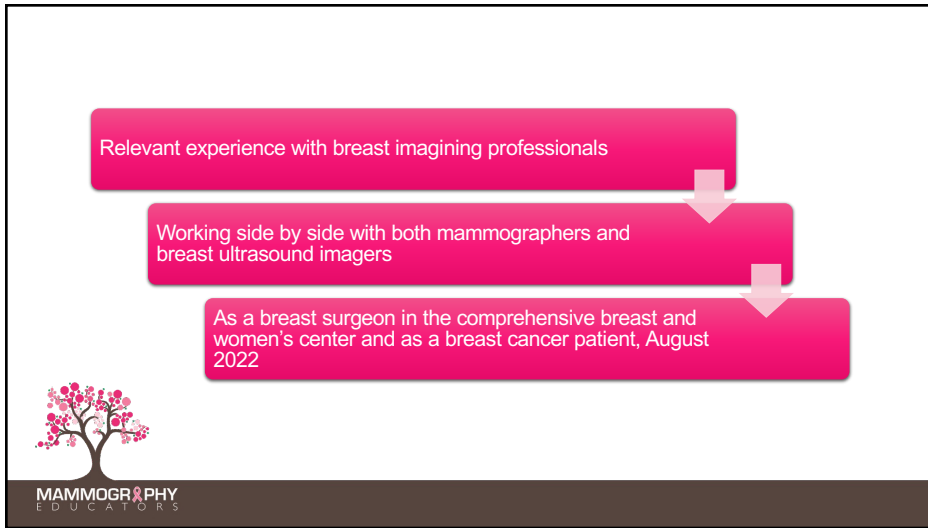 Relevant experience with breast imagining professionals
Working side by side with both mammographers and
breast ultrasound imagers
As a breast surgeon in the comprehensive breast and
women's center and as a breast cancer patient, August
2022
MAMMOGRAPHY
EDUCATORS